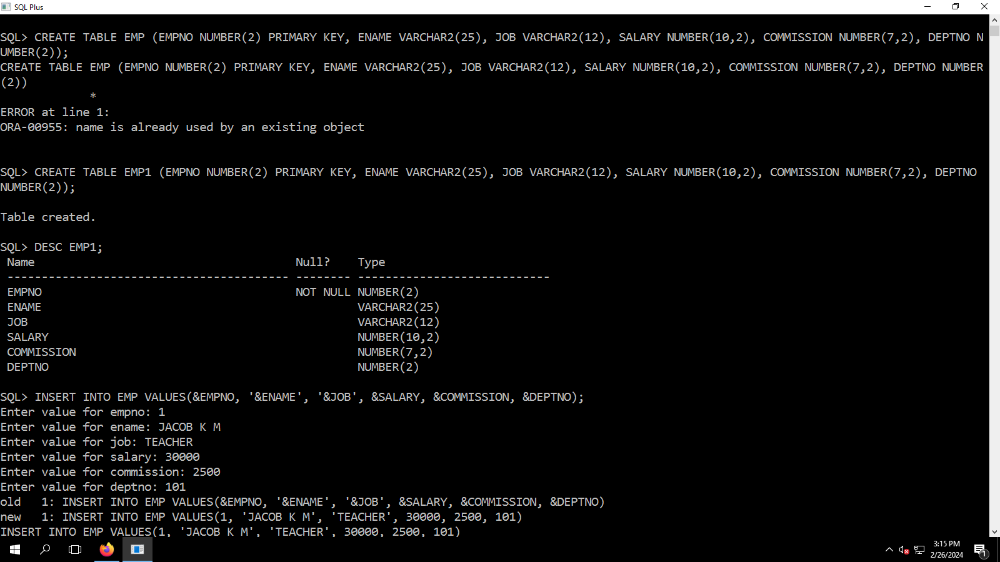 SQL Plus
SQL> CREATE TABLE EMP (EMPNO NUMBER(2) PRIMARY KEY, ENAME VARCHAR2(25), JOB VARCHAR2(12), SALARY NUMBER(10,2), COMMISSION NUMBER(7,2), DEPTNO N
UMBER(2));
CREATE TABLE EMP (EMPNO NUMBER(2) PRIMARY KEY, ENAME VARCHAR2(25), JOB VARCHAR2(12), SALARY NUMBER(10,2), COMMISSION NUMBER(7,2), DEPTNO NUMBER
(2))
*
ERROR at line 1:
ORA-00955: name is already used by an existing object
SQL> CREATE TABLE EMP1 (EMPNO NUMBER(2) PRIMARY KEY, ENAME VARCHAR2(25), JOB VARCHAR2(12), SALARY NUMBER(10,2), COMMISSION NUMBER(7,2), DEPTNO
NUMBER(2));
Table created.
SQL> DESC EMP1;
Name Null? Type
----------------------------------------- -------- ----------------------------
EMPNO NOT NULL NUMBER(2)
ENAME VARCHAR2(25)
JOB VARCHAR2(12)
SALARY NUMBER(10,2)
COMMISSION NUMBER(7,2)
DEPTNO NUMBER(2)
SQL> INSERT INTO EMP VALUES(&EMPNO, '&ENAME', '&JOB', &SALARY, &COMMISSION, &DEPTNO);
Enter value for empno: 1
Enter value for ename: JACOB K M
Enter value for job: TEACHER
Enter value for salary: 30000
Enter value for commission: 2500
Enter value for deptno: 101
old 1: INSERT INTO EMP VALUES(&EMPNO, '&ENAME', '&JOB', &SALARY, &COMMISSION, &DEPTNO)
new 1: INSERT INTO EMP VALUES(1, 'JACOB K M', 'TEACHER', 30000, 2500, 101)
INSERT INTO EMP VALUES(1, 'JACOB K M', 'TEACHER', 30000, 2500, 101)
3:15 PM
2/26/2024
1